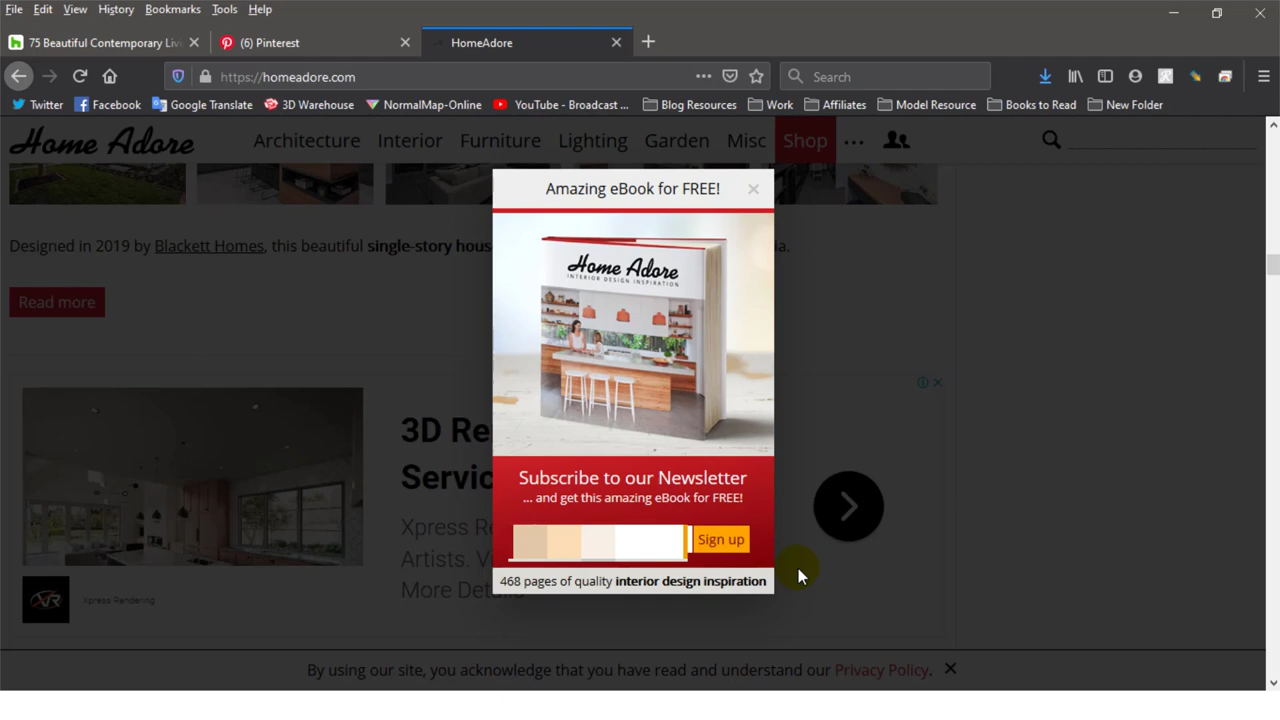 File Edit View History Bookmarks Tools Help
75 Beautiful Contemporary Liv
(6) Pinterest
HomeAdore
https://homeadore.com
Search
Twitter
Facebook
Google Translate
3D Warehouse
NormalMap-Online
YouTube - Broadcast ...
Blog Resources
Work
Affiliates
Model Resource
Books to Read
New Folder
Home Adore
Architecture Interior Furniture Lighting Garden Misc Shop
Amazing eBook for FREE!
Home Adore
INTERIOR DESIGN INSPIRATION
Designed in 2019 by Blackett Homes, this beautiful single-story hous
Read more
3D Re
Servic
Xpress Re
Artists. Vi
More Deta
Xpress Rendering
Subscribe to our Newsletter
... and get this amazing eBook for FREE!
Sign up
468 pages of quality interior design inspiration
By using our site, you acknowledge that you have read and understand our Privacy Policy.